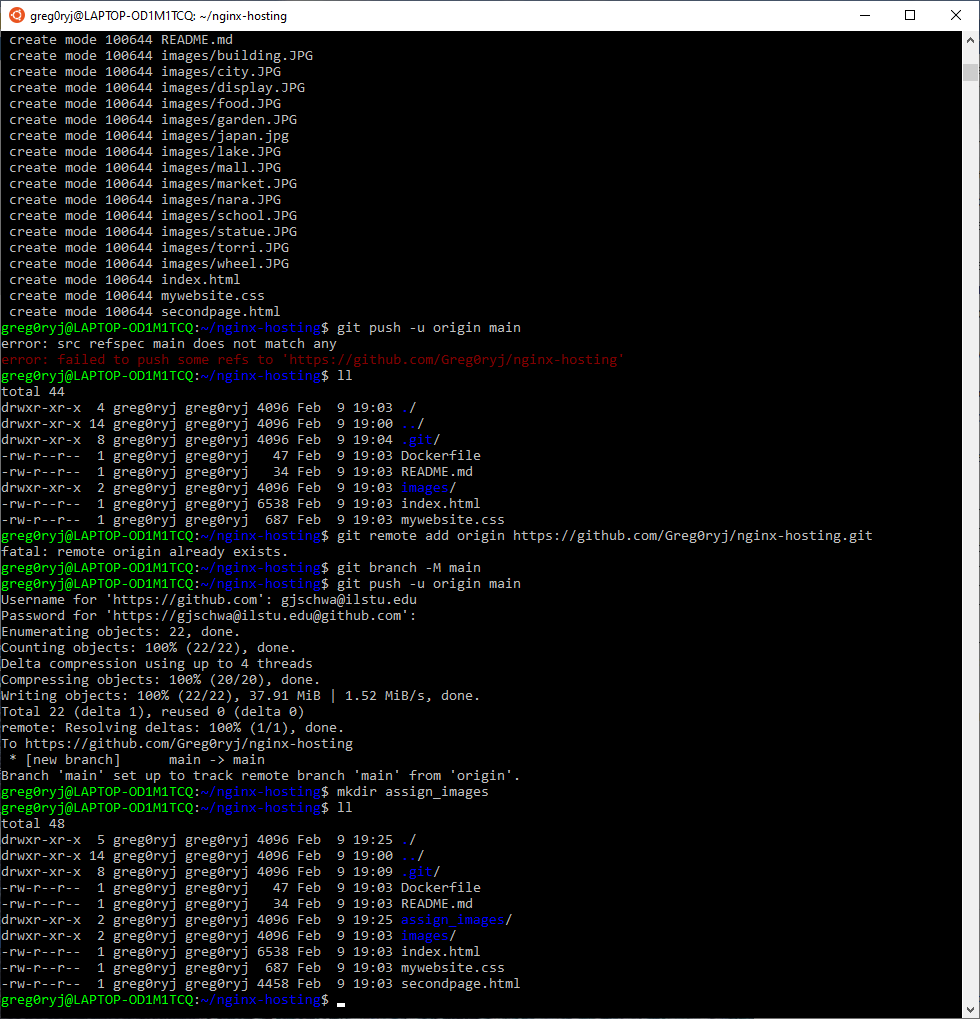 greg0ryj@LAPTOP-OD1M1TCQ: ~/nginx-hosting
create mode 100644 README.md
create mode 100644 images/building.JPG
create mode 100644 images/city.JPG
create mode 100644 images/display.JPG
create mode 100644 images/food.JPG
create mode 100644 images/garden.JPG
create mode 100644 images/japan.jpg
create mode 100644 images/lake.JPG
create mode 100644 images/mall.JPG
create mode 100644 images/market.JPG
create mode 100644 images/nara.JPG
create mode 100644 images/school.JPG
create mode 100644 images/statue.JPG
create mode 100644 images/torri.JPG
create mode 100644 images/wheel.JPG
create mode 100644 index.html
create mode 100644 mywebsite.css
create mode 100644 secondpage.html
greg0ryj@LAPTOP-OD1M1TCQ:~/nginx-hosting$ git push -u origin main
error: src refspec main does not match any
error: failed to push some refs to 'https://github.com/Greg0ryj/nginx-hosting'
greg0ryj@LAPTOP-OD1M1TCQ:~/nginx-hosting$ ll
total 44
drwxr-xr-x  4 greg0ryj greg0ryj 4096 Feb  9 19:03 ./
drwxr-xr-x 14 greg0ryj greg0ryj 4096 Feb  9 19:00 ../
drwxr-xr-x  8 greg0ryj greg0ryj 4096 Feb  9 19:04 .git/
-rw-r--r--  1 greg0ryj greg0ryj   47 Feb  9 19:03 Dockerfile
-rw-r--r--  1 greg0ryj greg0ryj   34 Feb  9 19:03 README.md
drwxr-xr-x  2 greg0ryj greg0ryj 4096 Feb  9 19:03 images/
-rw-r--r--  1 greg0ryj greg0ryj 6538 Feb  9 19:03 index.html
-rw-r--r--  1 greg0ryj greg0ryj  687 Feb  9 19:03 mywebsite.css
greg0ryj@LAPTOP-OD1M1TCQ:~/nginx-hosting$ git remote add origin https://github.com/Greg0ryj/nginx-hosting.git
fatal: remote origin already exists.
greg0ryj@LAPTOP-OD1M1TCQ:~/nginx-hosting$ git branch -M main
greg0ryj@LAPTOP-OD1M1TCQ:~/nginx-hosting$ git push -u origin main
Username for 'https://github.com': gjschwa@ilstu.edu
Password for 'https://gjschwa@ilstu.edu@github.com':
Enumerating objects: 22, done.
Counting objects: 100% (22/22), done.
Delta compression using up to 4 threads
Compressing objects: 100% (20/20), done.
Writing objects: 100% (22/22), 37.91 MiB | 1.52 MiB/s, done.
Total 22 (delta 1), reused 0 (delta 0)
remote: Resolving deltas: 100% (1/1), done.
To https://github.com/Greg0ryj/nginx-hosting
* [new branch]      main -> main
Branch 'main' set up to track remote branch 'main' from 'origin'.
greg0ryj@LAPTOP-OD1M1TCQ:~/nginx-hosting$ mkdir assign_images
greg0ryj@LAPTOP-OD1M1TCQ:~/nginx-hosting$ ll
total 48
drwxr-xr-x  5 greg0ryj greg0ryj 4096 Feb  9 19:25 ./
drwxr-xr-x 14 greg0ryj greg0ryj 4096 Feb  9 19:00 ../
drwxr-xr-x  8 greg0ryj greg0ryj 4096 Feb  9 19:09 .git/
-rw-r--r--  1 greg0ryj greg0ryj   47 Feb  9 19:03 Dockerfile
-rw-r--r--  1 greg0ryj greg0ryj   34 Feb  9 19:03 README.md
drwxr-xr-x  2 greg0ryj greg0ryj 4096 Feb  9 19:25 assign_images/
drwxr-xr-x  2 greg0ryj greg0ryj 4096 Feb  9 19:03 images/
-rw-r--r--  1 greg0ryj greg0ryj 6538 Feb  9 19:03 index.html
-rw-r--r--  1 greg0ryj greg0ryj  687 Feb  9 19:03 mywebsite.css
-rw-r--r--  1 greg0ryj greg0ryj 4458 Feb  9 19:03 secondpage.html
greg0ryj@LAPTOP-OD1M1TCQ:~/nginx-hosting$